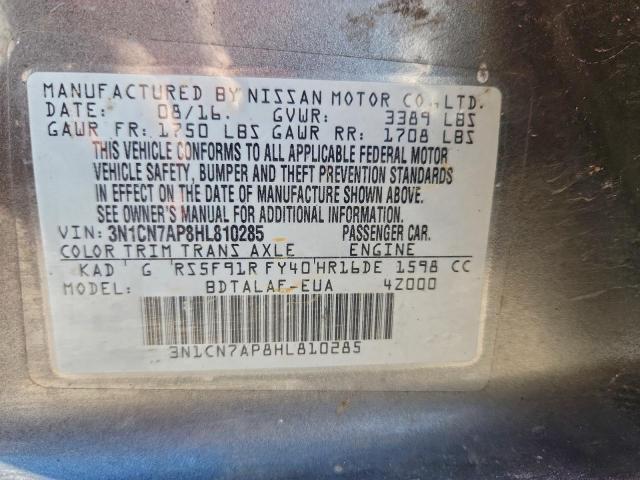 MANUFACTURED BY NISSAN MOTOR CO., LTD.
DATE: 08/16. GVWR: 3389 LBS
GAWR FR: 1750 LBS GAWR RR: 1708 LBS
THIS VEHICLE CONFORMS TO ALL APPLICABLE FEDERAL MOTOR
VEHICLE SAFETY, BUMPER AND THEFT PREVENTION STANDARDS
IN EFFECT ON THE DATE OF MANUFACTURE SHOWN ABOVE.
SEE OWNER'S MANUAL FOR ADDITIONAL INFORMATION.
VIN: 3N1CN7AP8HL810285 PASSENGER CAR.
COLOR TRIM TRANS AXLE ENGINE
KAD G RS5F91R FY40 HR16DE 1598 CC
MODEL: BDTALAF-EUA 4Z000
3N1CN7AP8HL810285